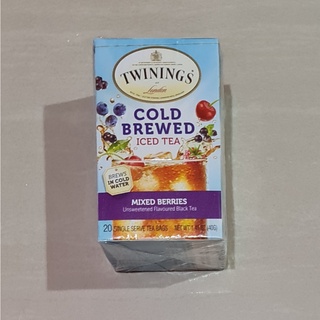 TWININGS
London
COLD
BREWED
ICED TEA
BREWS
IN COLD
WATER
MIXED BERRIES
Unsweetened Flavoured Black Tea
20 SINGLE SERVE TEA BAGS NET WT